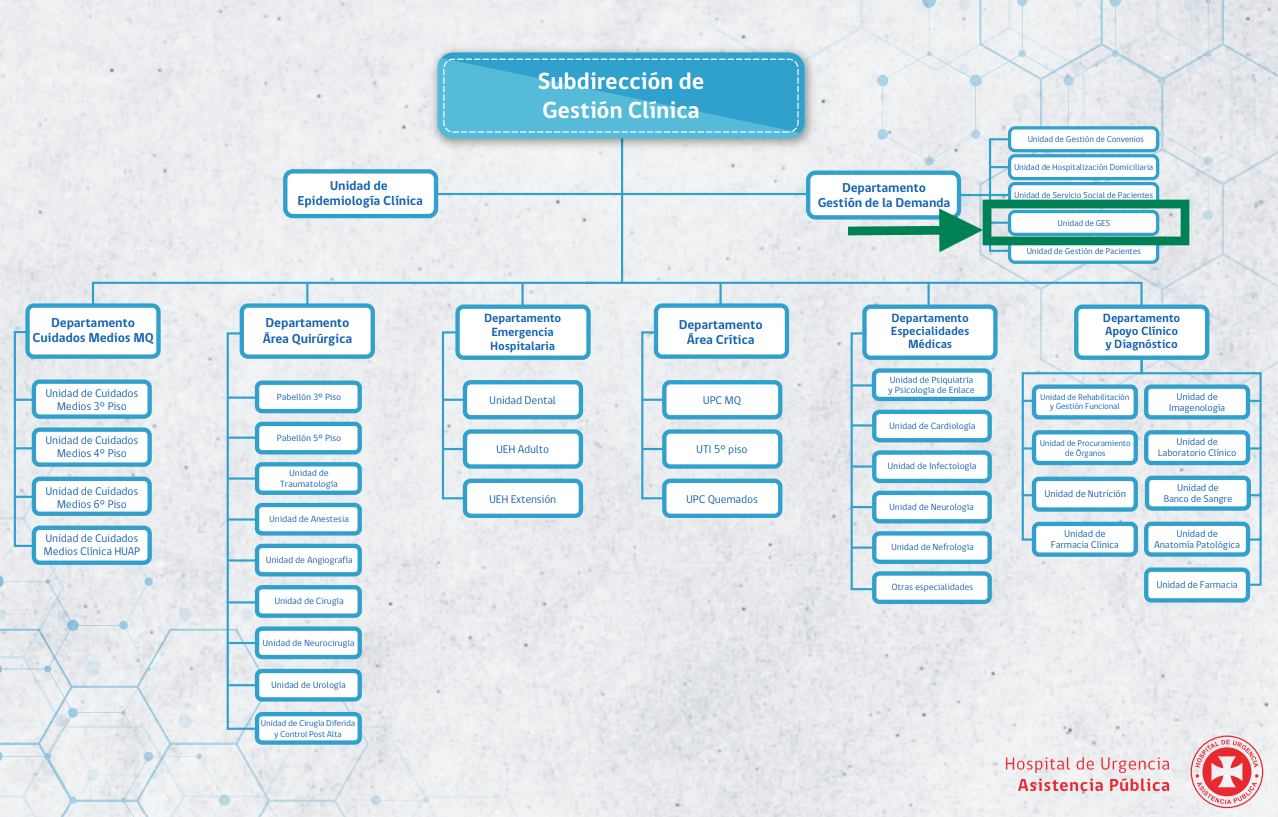 Subdirección de
Gestión Clínica
Unidad de Gestión de Convenios
Unidad de Hospitalización Domiciliaria
Unidad de Servicio Social de Pacientes
Unidad de GES
Unidad de Gestión de Pacientes
Unidad de
Epidemiología Clínica
Departamento
Gestión de la Demanda
Departamento
Cuidados Medios MQ
Unidad de Cuidados
Medios 3º Piso
Unidad de Cuidados
Medios 4º Piso
Unidad de Cuidados
Medios 6º Piso
Unidad de Cuidados
Medios Clínica HUAP
Departamento
Área Quirúrgica
Pabellón 3º Piso
Pabellón 5º Piso
Unidad de
Traumatología
Unidad de Anestesia
Unidad de Angiografía
Unidad de Cirugía
Unidad de Neurocirugía
Unidad de Urología
Unidad de Cirugía Diferida
y Control Post Alta
Departamento
Emergencia
Hospitalaria
Unidad Dental
UEH Adulto
UEH Extensión
Departamento
Área Crítica
UPC MQ
UTI 5º piso
UPC Quemados
Departamento
Especialidades
Médicas
Unidad de Psiquiatría
y Psicología de Enlace
Unidad de Cardiología
Unidad de Infectología
Unidad de Neurología
Unidad de Nefrología
Otras especialidades
Departamento
Apoyo Clínico
y Diagnóstico
Unidad de Rehabilitación
y Gestión Funcional
Unidad de Procuramiento
de Órganos
Unidad de Nutrición
Unidad de
Farmacia Clínica
Unidad de
Imagenología
Unidad de
Laboratorio Clínico
Unidad de
Banco de Sangre
Unidad de
Anatomía Patológica
Unidad de Farmacia
Hospital de Urgencia
Asistencia Pública
HOSPITAL DE URGENCIA
ASISTENCIA PUBLICA